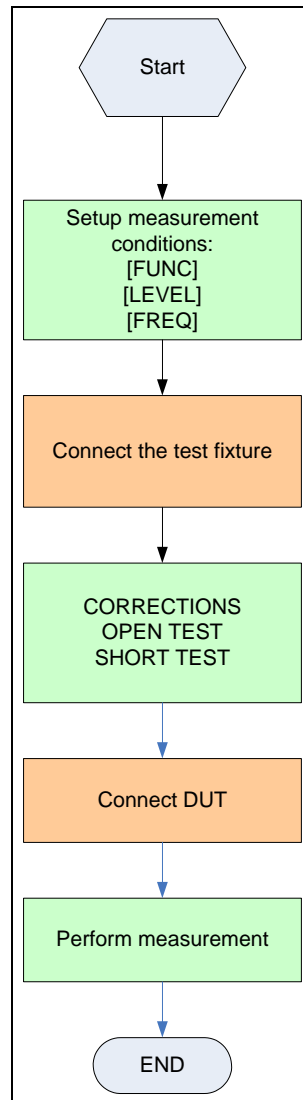 Start
Setup measurement
conditions:
[FUNC]
[LEVEL]
[FREQ]
Connect the test fixture
CORRECTIONS
OPEN TEST
SHORT TEST
Connect DUT
Perform measurement
END